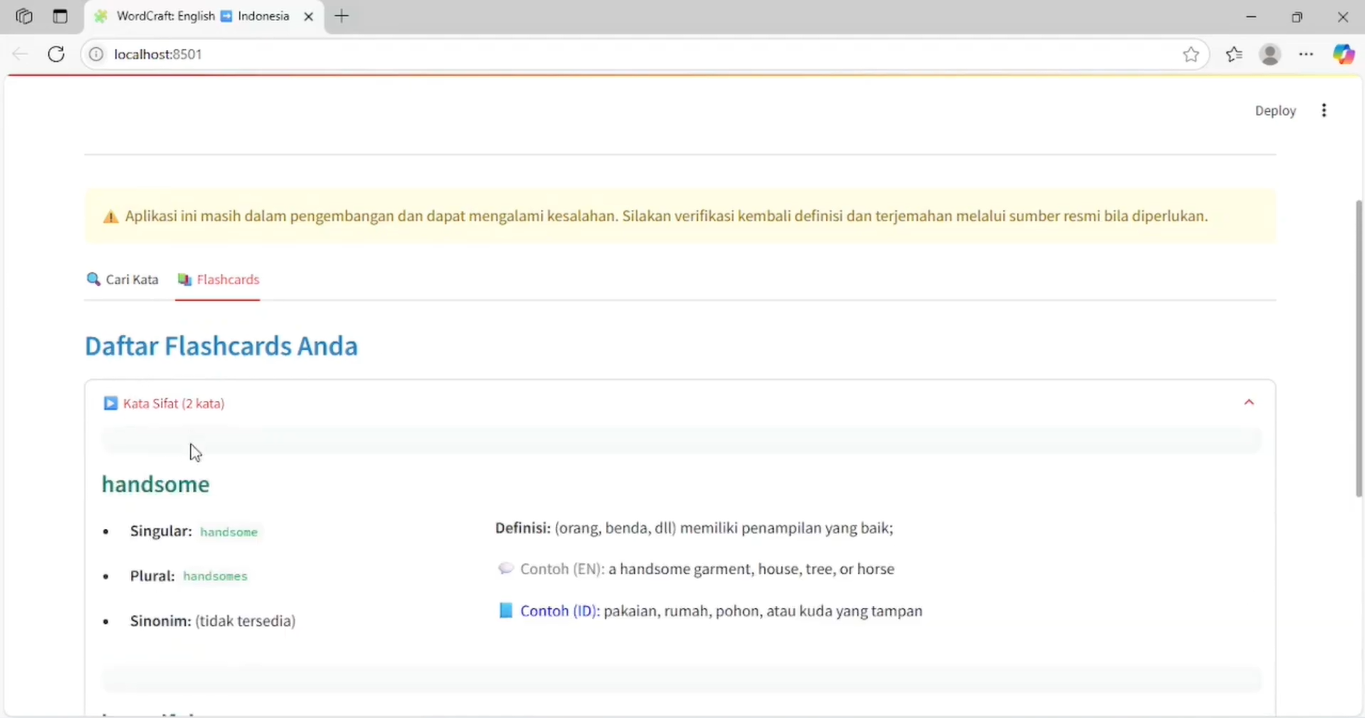 WordCraft: English ➡️ Indonesia
localhost:8501
Deploy
⚠️ Aplikasi ini masih dalam pengembangan dan dapat mengalami kesalahan. Silakan verifikasi kembali definisi dan terjemahan melalui sumber resmi bila diperlukan.
Cari Kata Flashcards
Daftar Flashcards Anda
Kata Sifat (2 kata)
handsome
Singular: handsome
Plural: handsomes
Sinonim: (tidak tersedia)
Definisi: (orang, benda, dll) memiliki penampilan yang baik;
Contoh (EN): a handsome garment, house, tree, or horse
Contoh (ID): pakaian, rumah, pohon, atau kuda yang tampan